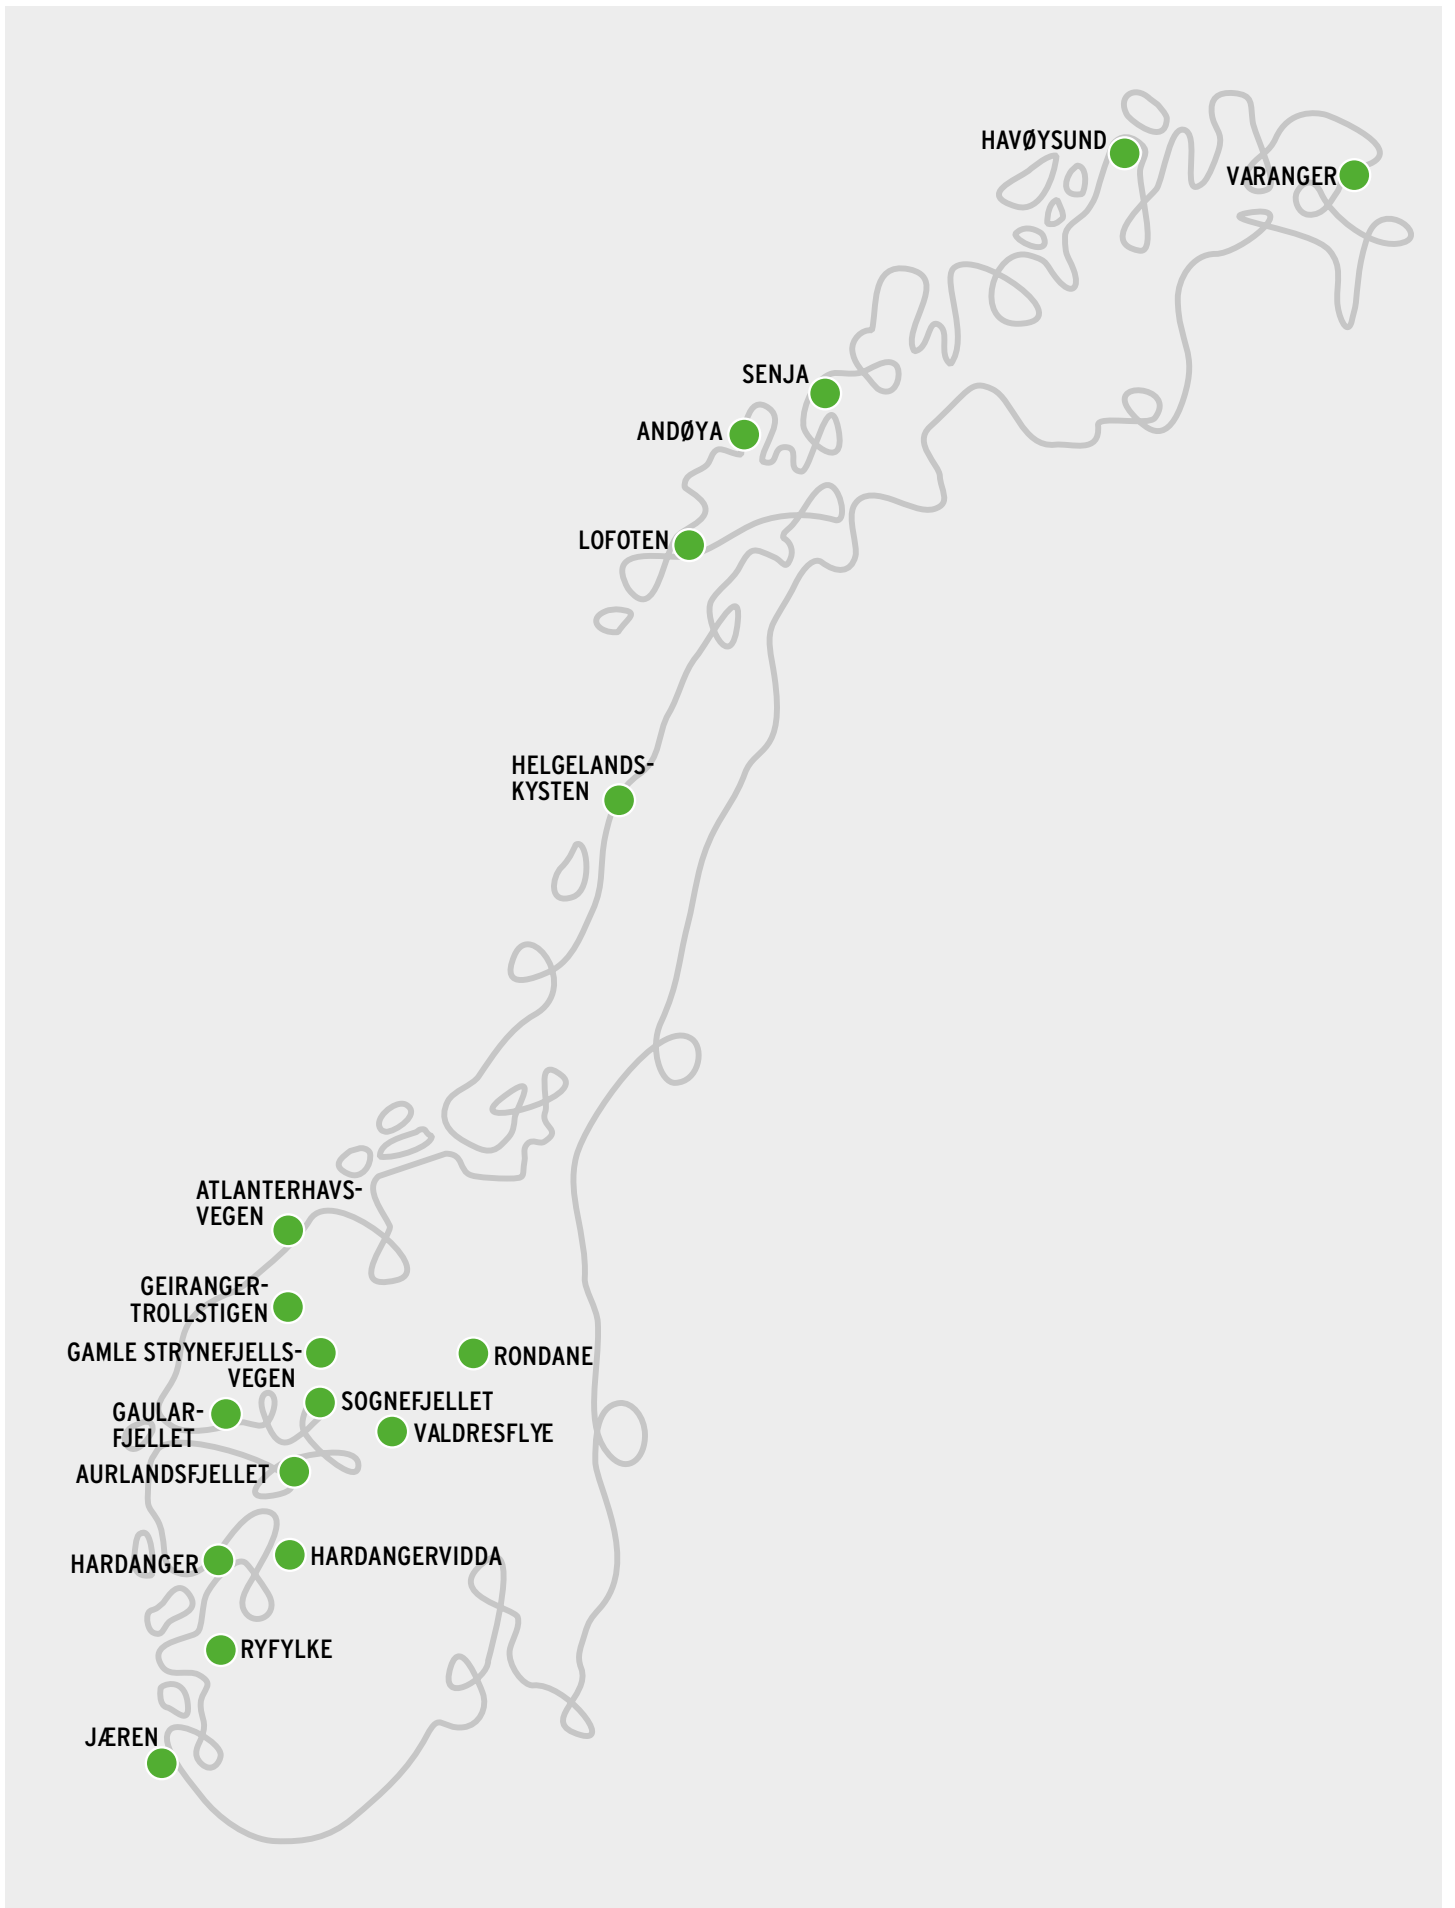 HAVØYSUND
VARANGER
SENJA
ANDØYA
LOFOTEN
HELGELANDS-
KYSTEN
ATLANTERHAVS-
VEGEN
GEIRANGER-
TROLLSTIGEN
GAMLE STRYNEFJELLS-
VEGEN
RONDANE
SOGNEFJELLET
GAULAR-
FJELLET
VALDRESFLYE
AURLANDSFJELLET
HARDANGER
HARDANGERVIDDA
RYFYLKE
JÆREN